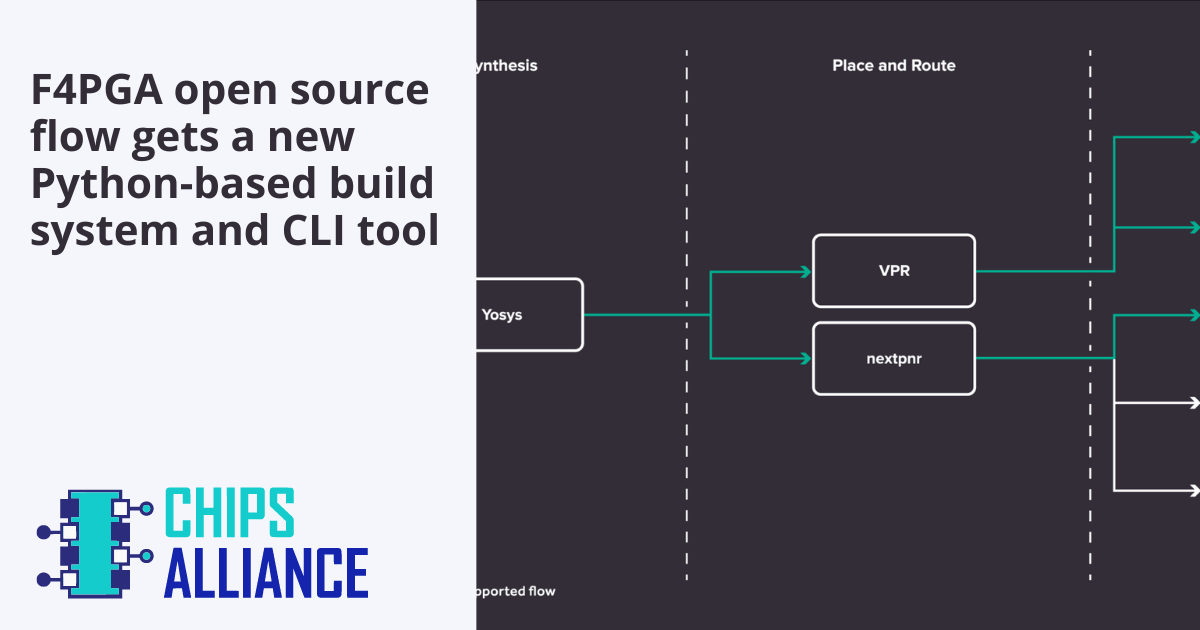 F4PGA open source
flow gets a new
Python-based build
system and CLI tool
CHIPS
ALLIANCE
ynthesis
Place and Route
Yosys
VPR
nextpnr
pported flow